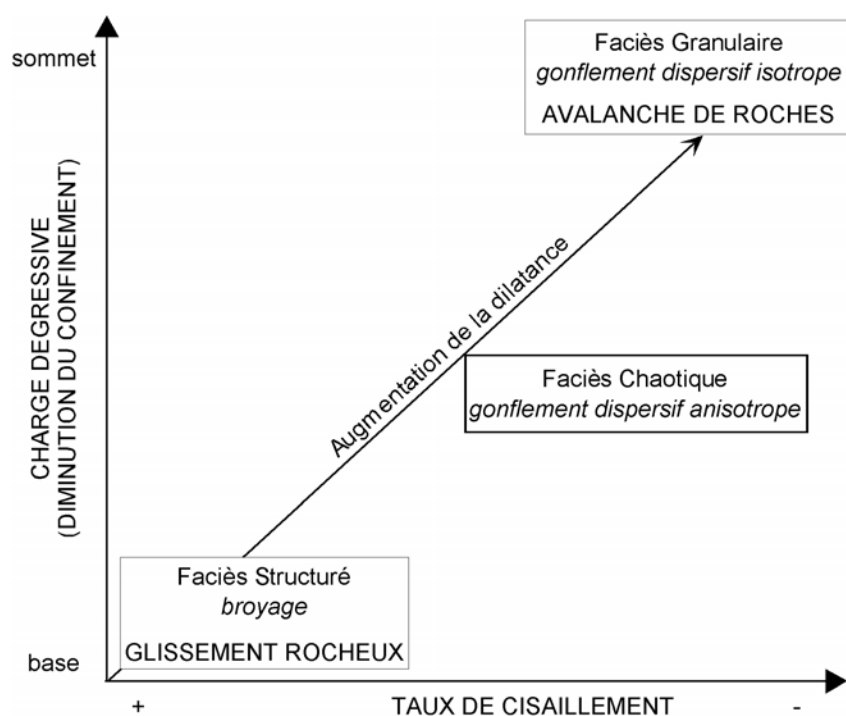 sommet
Faciès Granulaire
gonflement dispersif isotrope
AVALANCHE DE ROCHES
CHARGE DEGRESSIVE
(DIMINUTION DU CONFINEMENT)
Augmentation de la dilatance
Faciès Chaotique
gonflement dispersif anisotrope
Faciès Structuré
broyage
GLISSEMENT ROCHEUX
base
+ TAUX DE CISAILLEMENT -